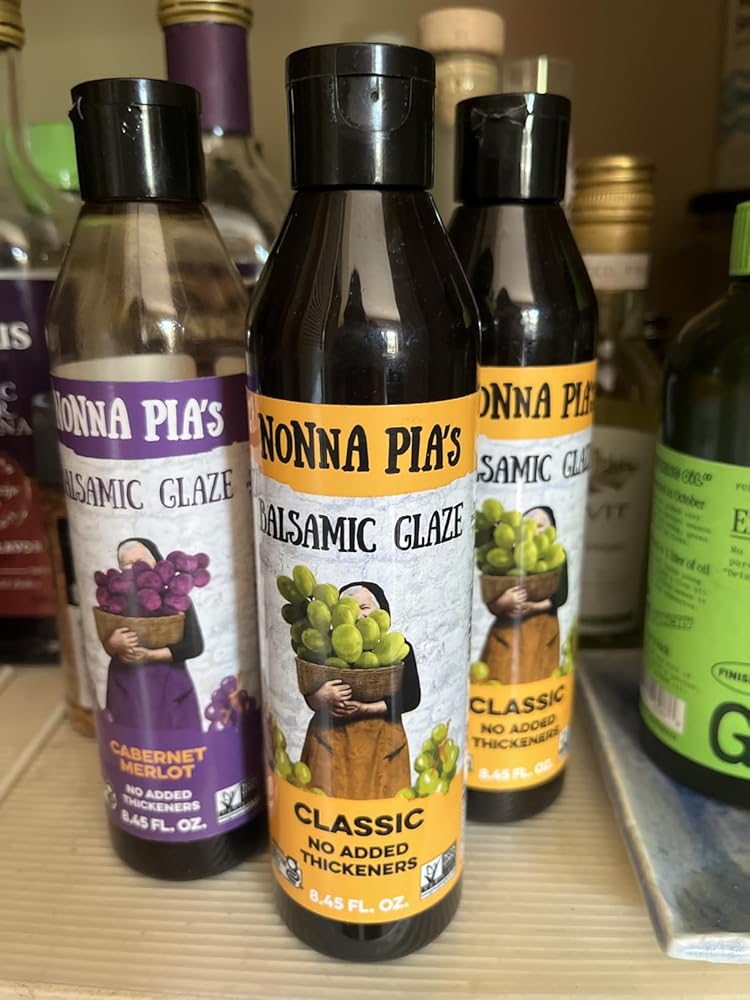 NONNA PIA'S
BALSAMIC GLAZE
CABERNET
MERLOT
NO ADDED
THICKENERS
8.45 FL. OZ.
NONNA PIA'S
BALSAMIC GLAZE
CLASSIC
NO ADDED
THICKENERS
8.45 FL. OZ.
NONNA PIA'S
BALSAMIC GLAZE
CLASSIC
NO ADDED
THICKENERS
8.45 FL. OZ.
FINISH
G